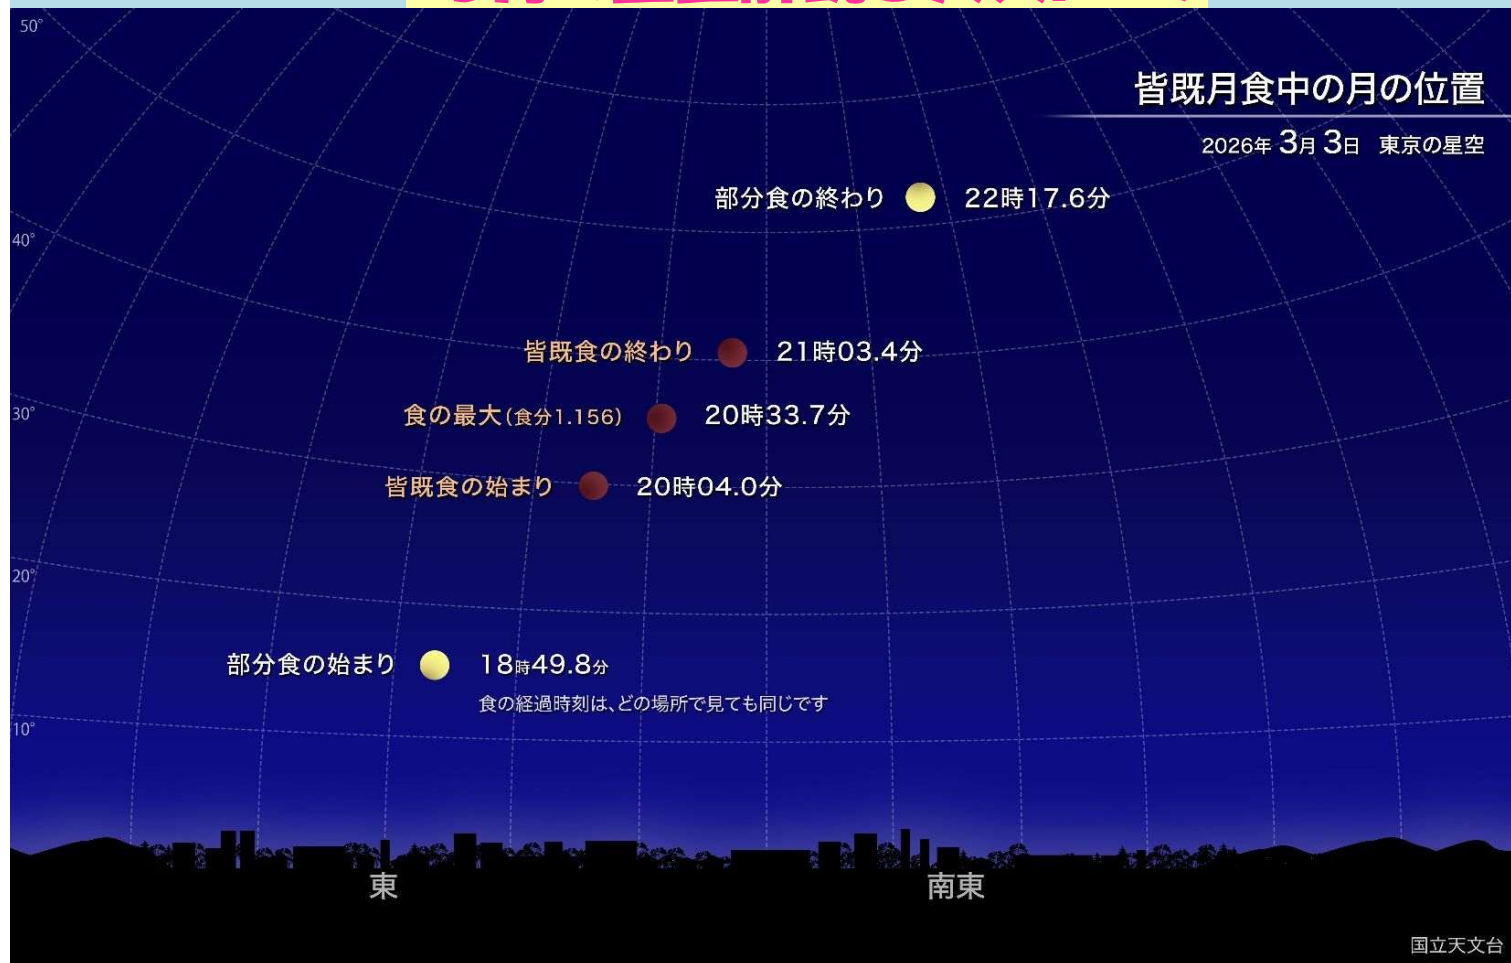 50°
皆既月食中の月の位置
2026年 3月 3日 東京の星空
部分食の終わり 22時17.6分
40°
皆既食の終わり 21時03.4分
30°
食の最大(食分1.156) 20時33.7分
皆既食の始まり 20時04.0分
20°
部分食の始まり 18時49.8分
食の経過時刻は、どの場所で見ても同じです
10°
東 南東
国立天文台